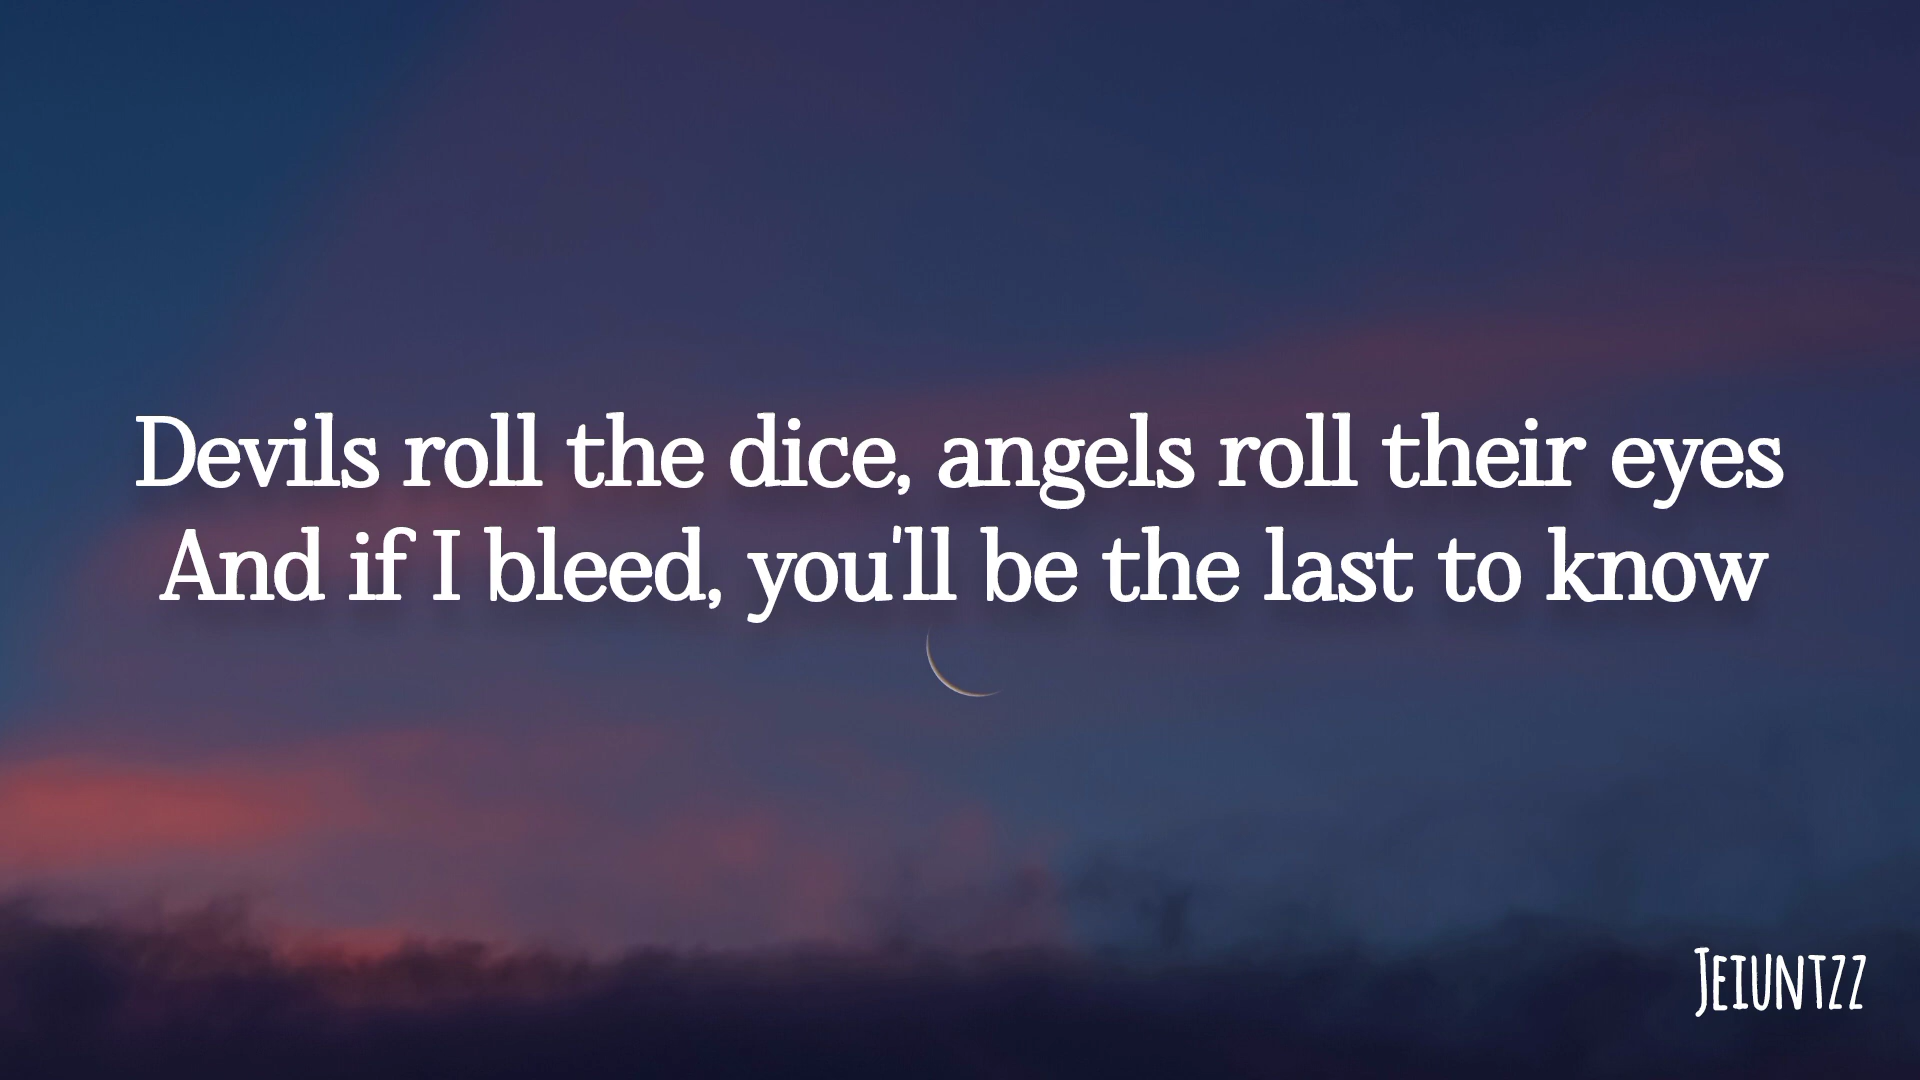 Devils roll the dice, angels roll their eyes
And if I bleed, you'll be the last to know
Jeiuntzz